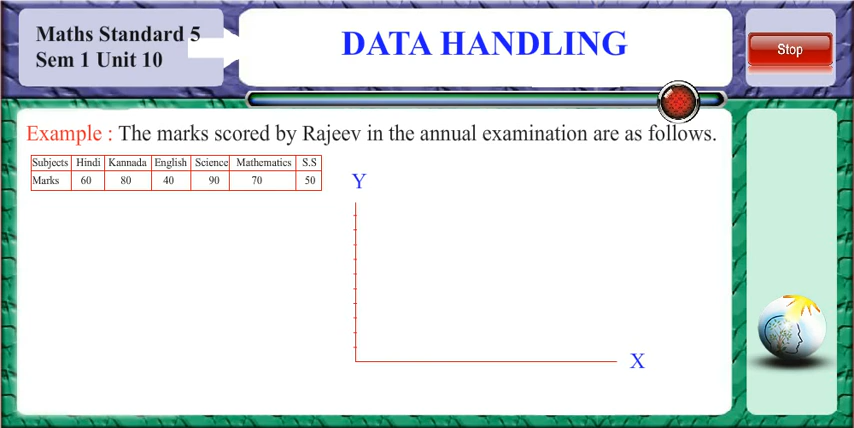 Maths Standard 5
Sem 1 Unit 10
DATA HANDLING
Stop
Example : The marks scored by Rajeev in the annual examination are as follows.
Subjects Hindi Kannada English Science Mathematics S.S
Marks 60 80 40 90 70 50
Y
X